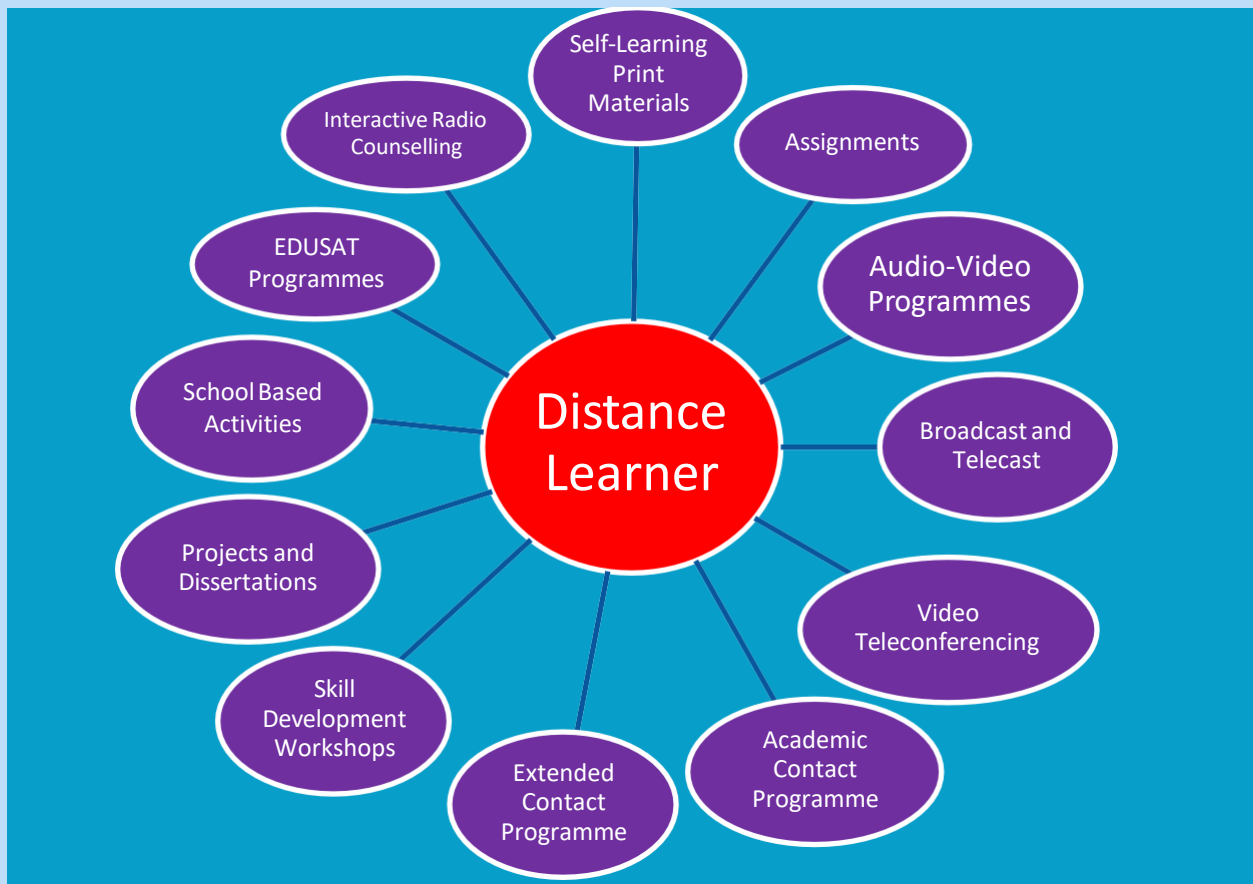 Self-Learning
Print
Materials
Assignments
Audio-Video
Programmes
Broadcast and
Telecast
Video
Teleconferencing
Academic
Contact
Programme
Extended
Contact
Programme
Skill
Development
Workshops
Projects and
Dissertations
School Based
Activities
EDUSAT
Programmes
Interactive Radio
Counselling
Distance
Learner